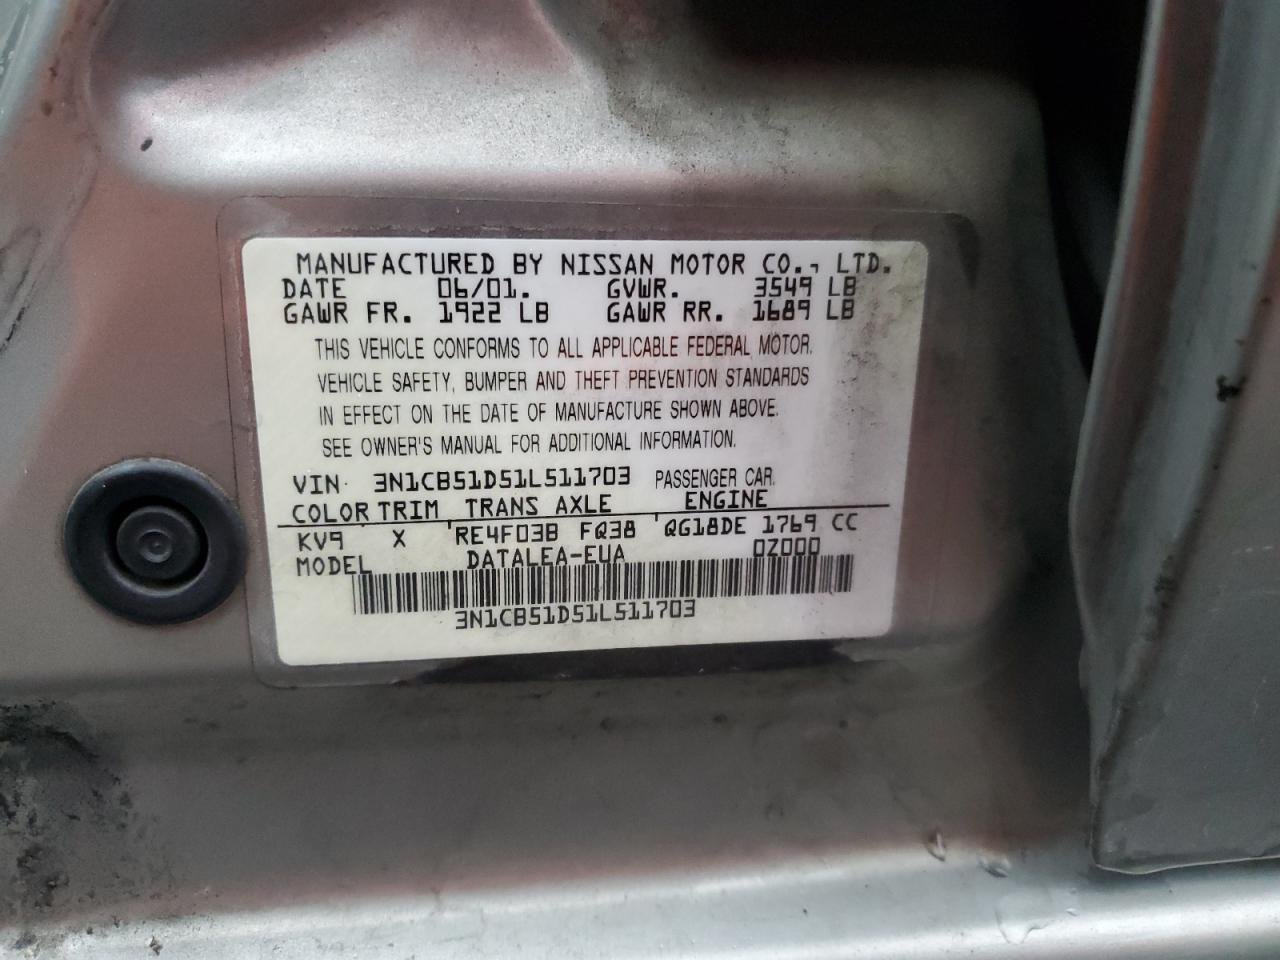 MANUFACTURED BY NISSAN MOTOR CO., LTD.
DATE 06/01. GVWR. 3549 LB
GAWR FR. 1922 LB GAWR RR. 1689 LB
THIS VEHICLE CONFORMS TO ALL APPLICABLE FEDERAL MOTOR.
VEHICLE SAFETY, BUMPER AND THEFT PREVENTION STANDARDS
IN EFFECT ON THE DATE OF MANUFACTURE SHOWN ABOVE.
SEE OWNER'S MANUAL FOR ADDITIONAL INFORMATION.
VIN· 3N1CB51D51L511703 PASSENGER CAR.
COLOR TRIM TRANS AXLE ENGINE
KV9 X RE4F03B FQ38 QG18DE 1769 CC
MODEL DATALEA-EUA 0Z000
3N1CB51D51L511703